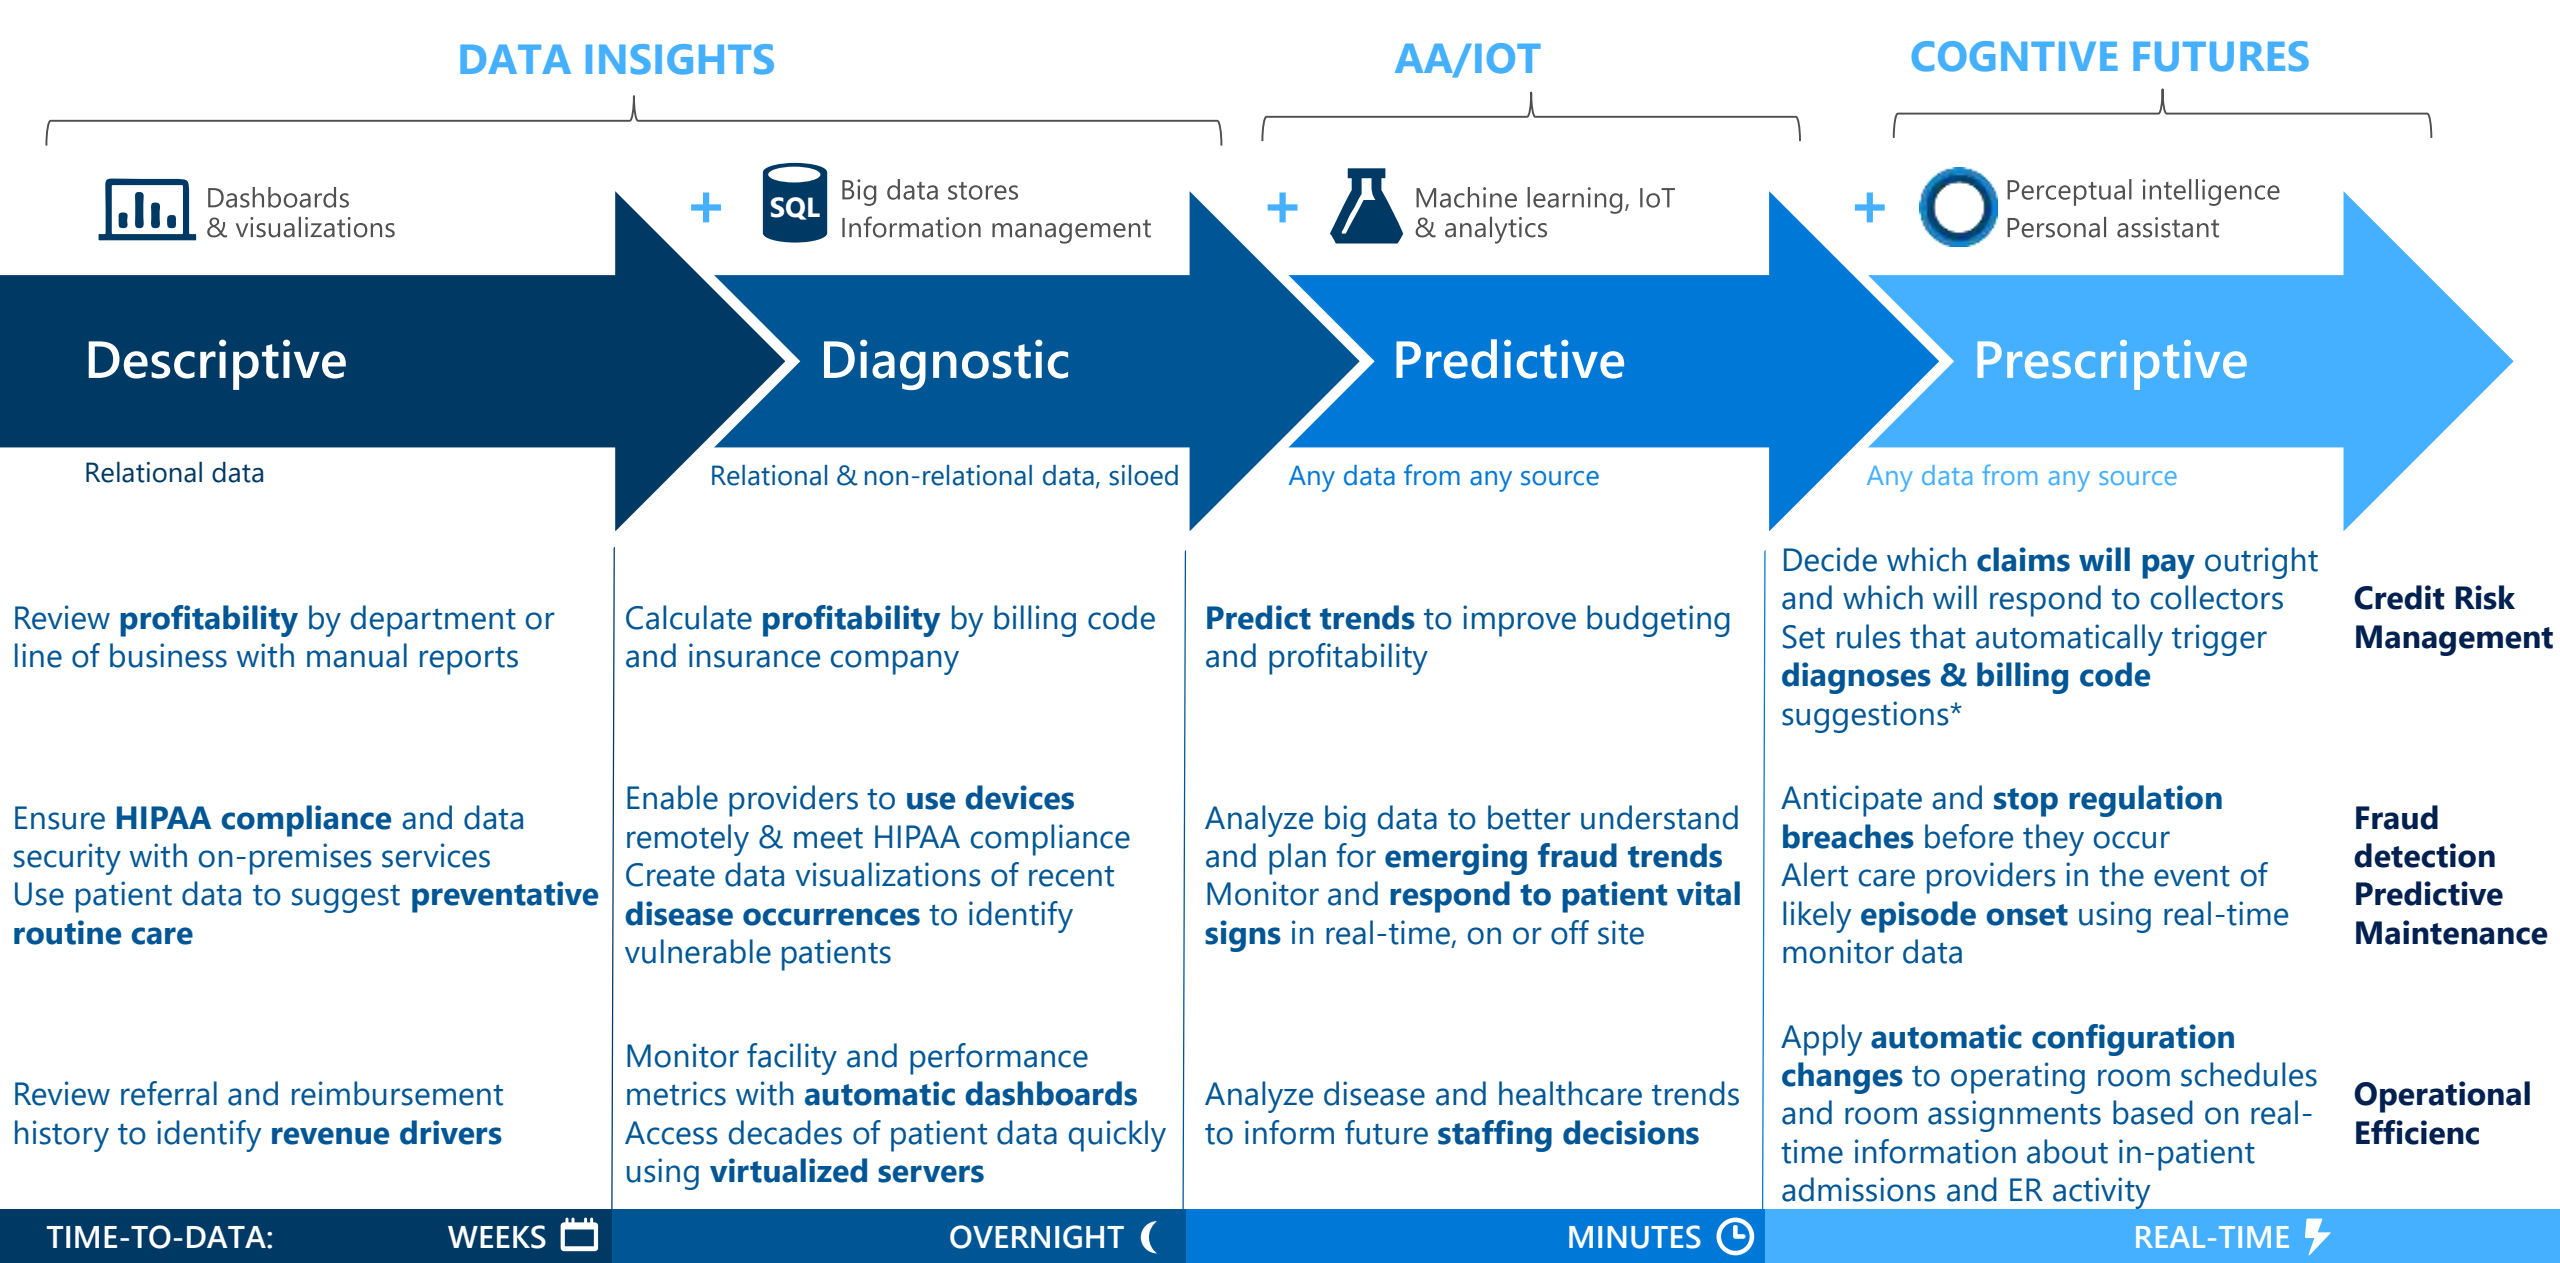 DATA INSIGHTS
AA/IOT
COGNTIVE FUTURES
Dashboards
& visualizations
+
SQL
Big data stores
Information management
+
Machine learning, IoT
& analytics
+
Perceptual intelligence
Personal assistant
Descriptive
Diagnostic
Predictive
Prescriptive
Relational data
Relational & non-relational data, siloed
Any data from any source
Any data from any source
Review profitability by department or
line of business with manual reports
Calculate profitability by billing code
and insurance company
Predict trends to improve budgeting
and profitability
Decide which claims will pay outright
and which will respond to collectors
Set rules that automatically trigger
diagnoses & billing code
suggestions*
Credit Risk
Management
Ensure HIPAA compliance and data
security with on-premises services
Use patient data to suggest preventative
routine care
Enable providers to use devices
remotely & meet HIPAA compliance
Create data visualizations of recent
disease occurrences to identify
vulnerable patients
Analyze big data to better understand
and plan for emerging fraud trends
Monitor and respond to patient vital
signs in real-time, on or off site
Anticipate and stop regulation
breaches before they occur
Alert care providers in the event of
likely episode onset using real-time
monitor data
Fraud
detection
Predictive
Maintenance
Review referral and reimbursement
history to identify revenue drivers
Monitor facility and performance
metrics with automatic dashboards
Access decades of patient data quickly
using virtualized servers
Analyze disease and healthcare trends
to inform future staffing decisions
Apply automatic configuration
changes to operating room schedules
and room assignments based on real-
time information about in-patient
admissions and ER activity
Operational
Efficienc
TIME-TO-DATA:
WEEKS
OVERNIGHT
MINUTES
REAL-TIME